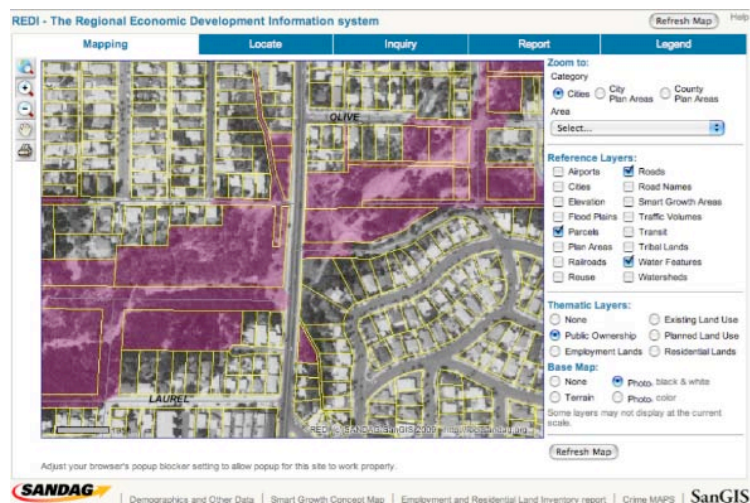 REDI - The Regional Economic Development Information system
Refresh Map
Help
Mapping Locate Inquiry Report Legend
Zoom to:
Category
Cities City Plan Areas County Plan Areas
Area
Select...
OLIVE
Reference Layers:
Airports Roads
Cities Road Names
Elevation Smart Growth Areas
Flood Plains Traffic Volumes
Parcels Transit
Plan Areas Tribal Lands
Railroads Water Features
Reuse Watersheds
Thematic Layers:
None Existing Land Use
Public Ownership Planned Land Use
Employment Lands Residential Lands
Base Map:
None Photo, black & white
Terrain Photo, color
LAUREL
Some layers may not display at the current
scale.
Refresh Map
Adjust your browser's popup blocker setting to allow popup for this site to work properly.
SANDAG
Demographics and Other Data | Smart Growth Concept Map | Employment and Residential Land Inventory report | Crime MAPS
SanGIS